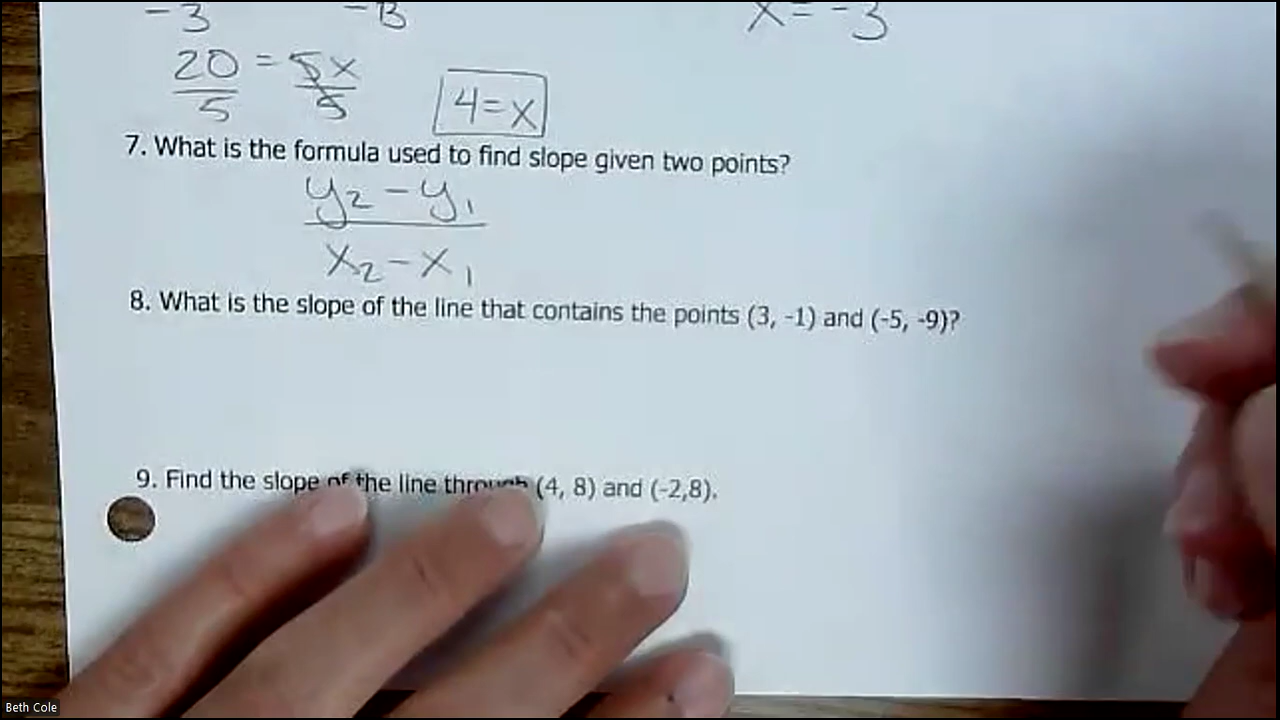 -3 -B x = -3
20 = 5x
5 5
4=x
7. What is the formula used to find slope given two points?
y2 - y1
x2 - x1
8. What is the slope of the line that contains the points (3, -1) and (-5, -9)?
9. Find the slope of the line through (4, 8) and (-2,8).
Beth Cole